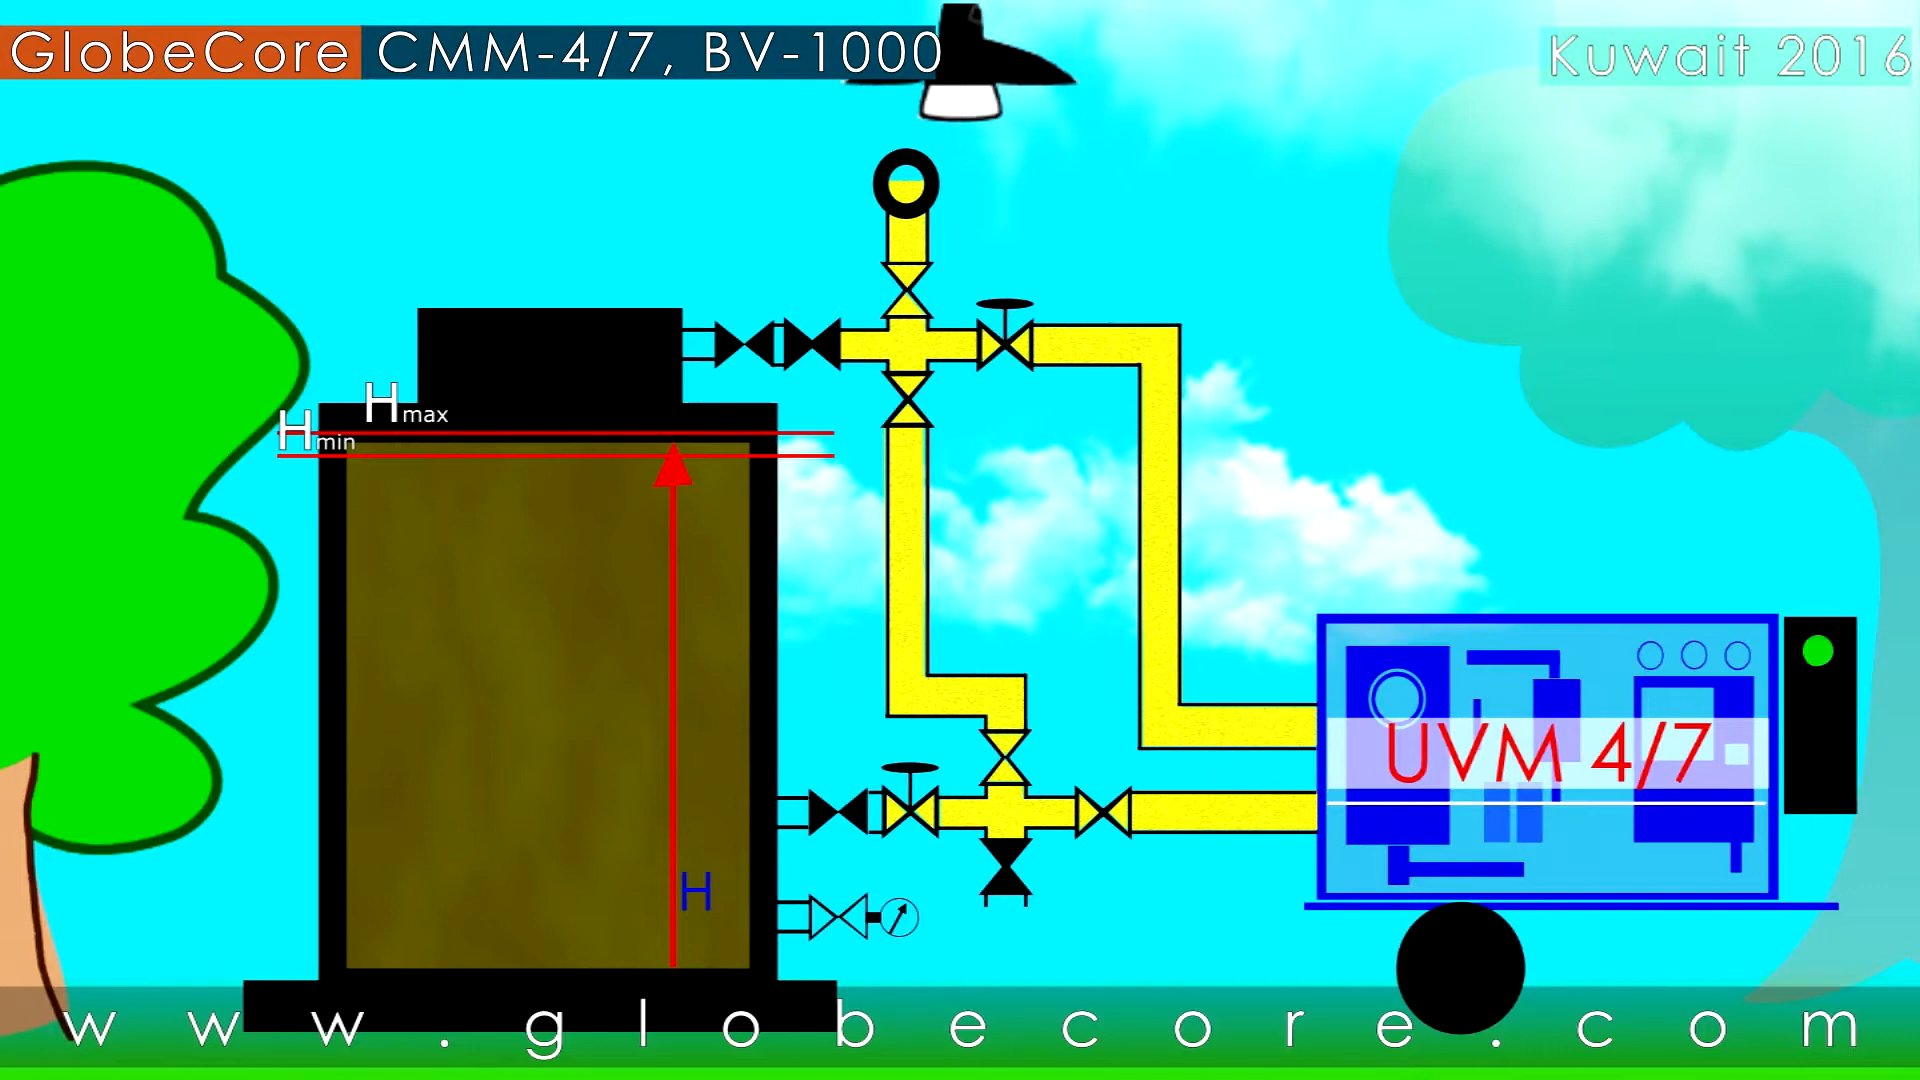 GlobeCore CMM-4/7, BV-1000
Kuwait 2016
Hmax
Hmin
UVM 4/7
H
www.globecore.com